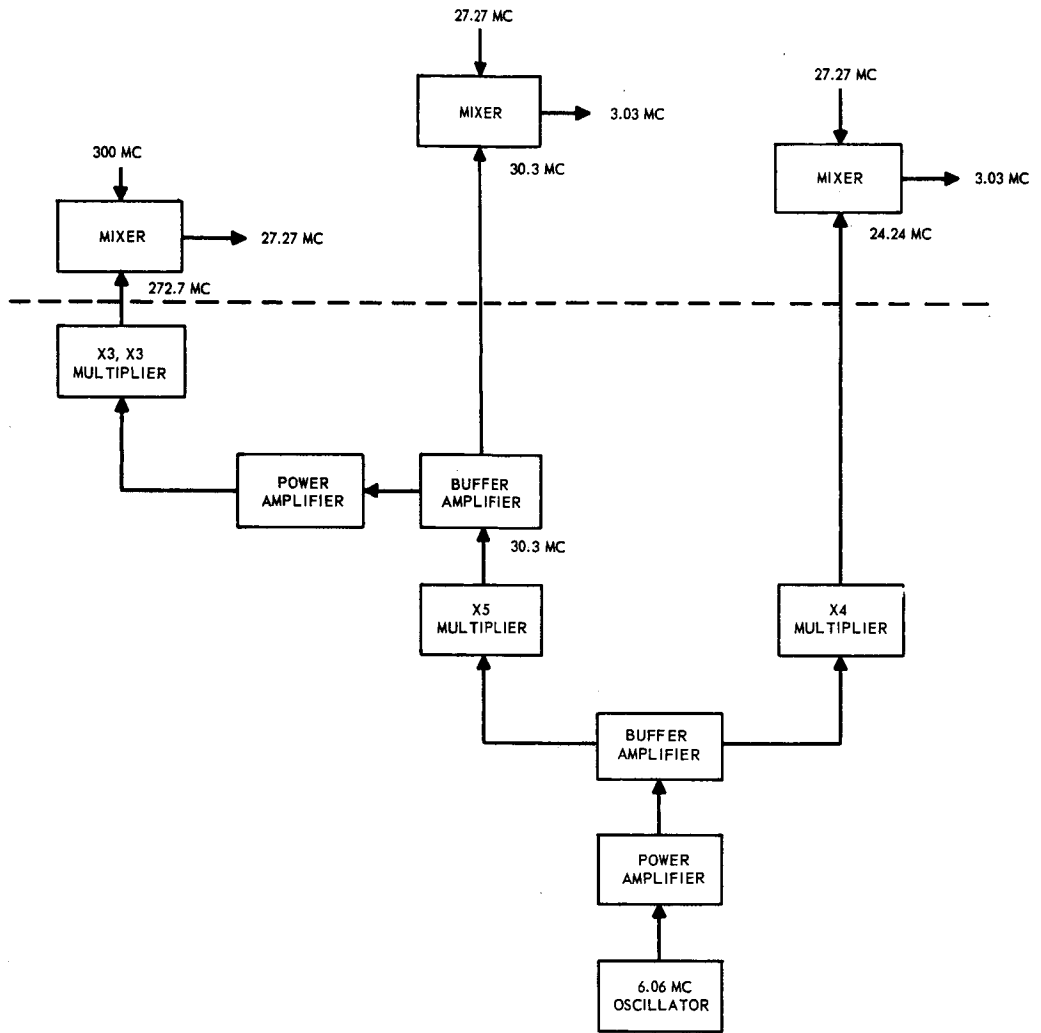 27.27 MC
MIXER
3.03 MC
30.3 MC
27.27 MC
MIXER
3.03 MC
24.24 MC
300 MC
MIXER
27.27 MC
272.7 MC
X3, X3
MULTIPLIER
POWER
AMPLIFIER
BUFFER
AMPLIFIER
30.3 MC
X5
MULTIPLIER
X4
MULTIPLIER
BUFFER
AMPLIFIER
POWER
AMPLIFIER
6.06 MC
OSCILLATOR